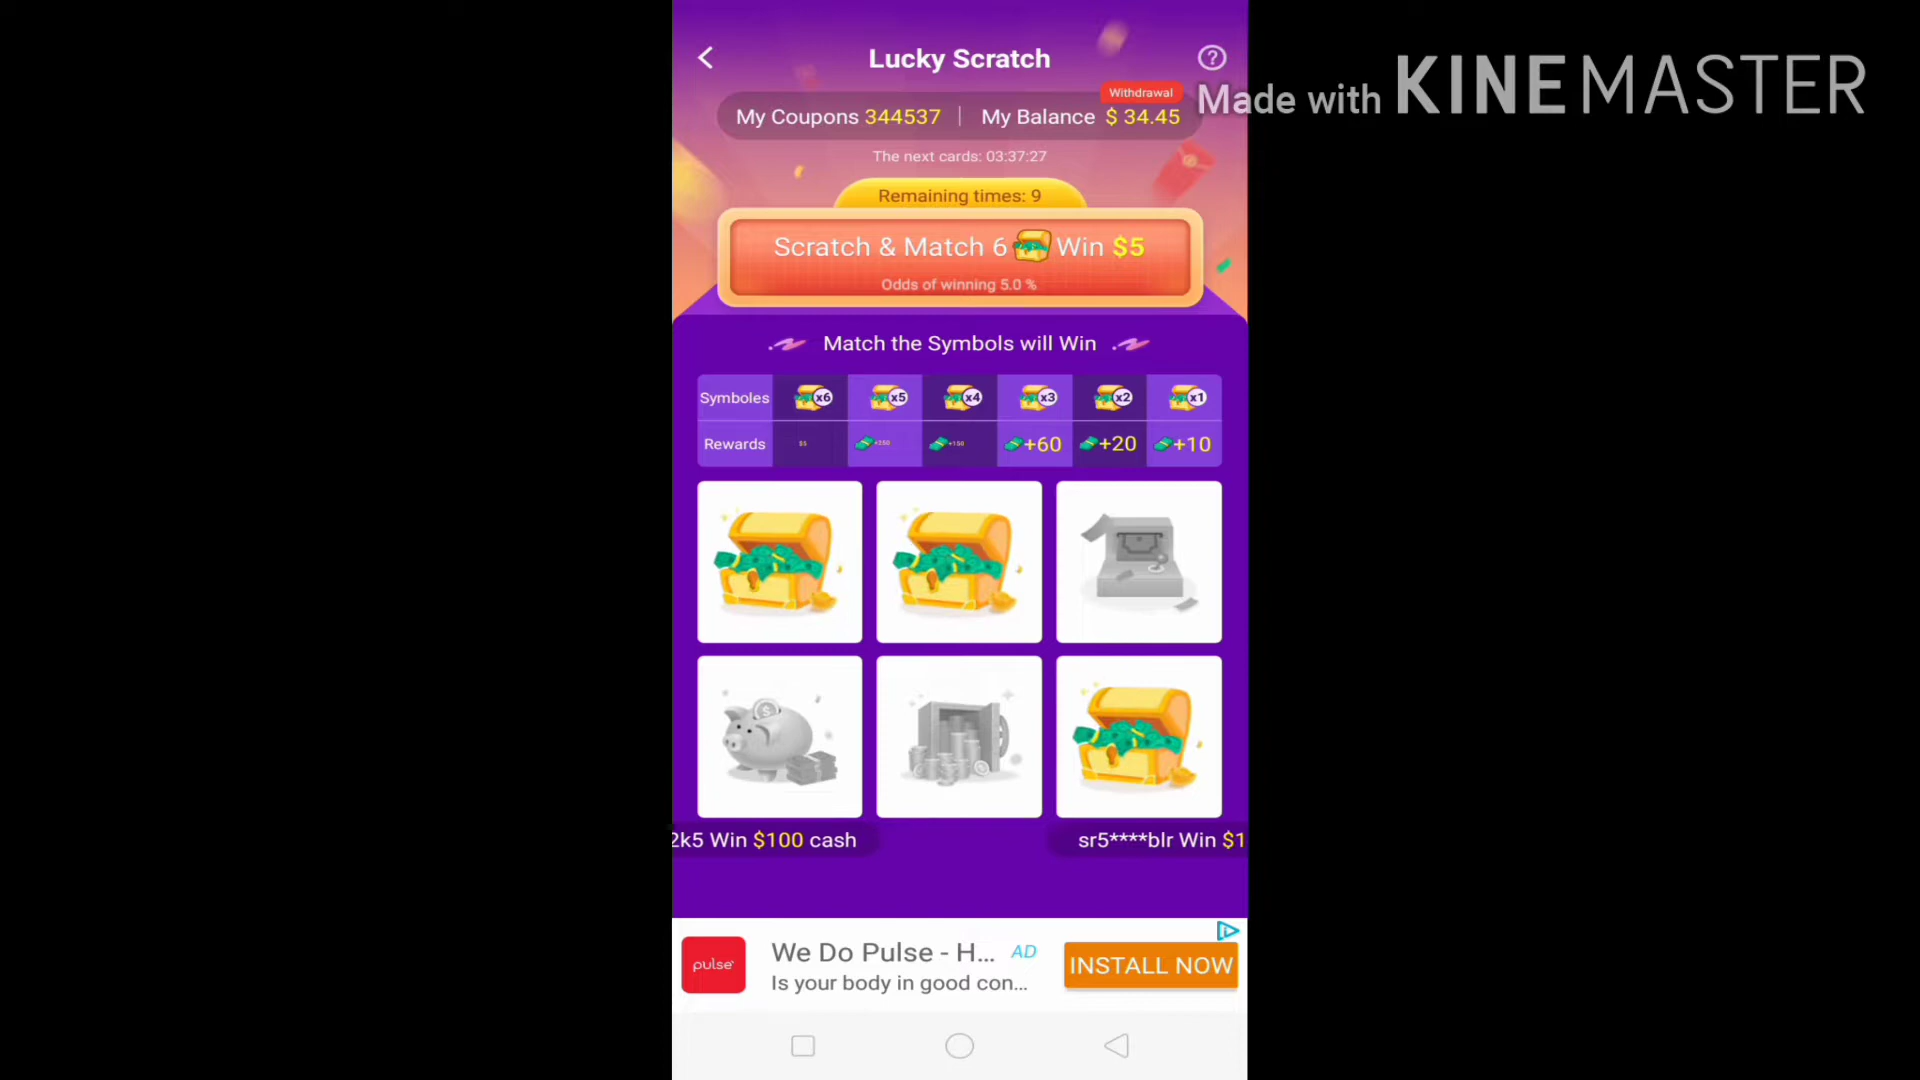 Lucky Scratch
?
Withdrawal
My Coupons 344537 | My Balance $ 34.45
Made with KINEMASTER
The next cards: 03:37:27
Remaining times: 9
Scratch & Match 6 Win $5
Odds of winning 5.0 %
Match the Symbols will Win
Symboles x6 x5 x4 x3 x2 x1
Rewards $5 +350 +150 +60 +20 +10
2k5 Win $100 cash
sr5****blr Win $1
We Do Pulse - H... AD
pulse
Is your body in good con...
INSTALL NOW